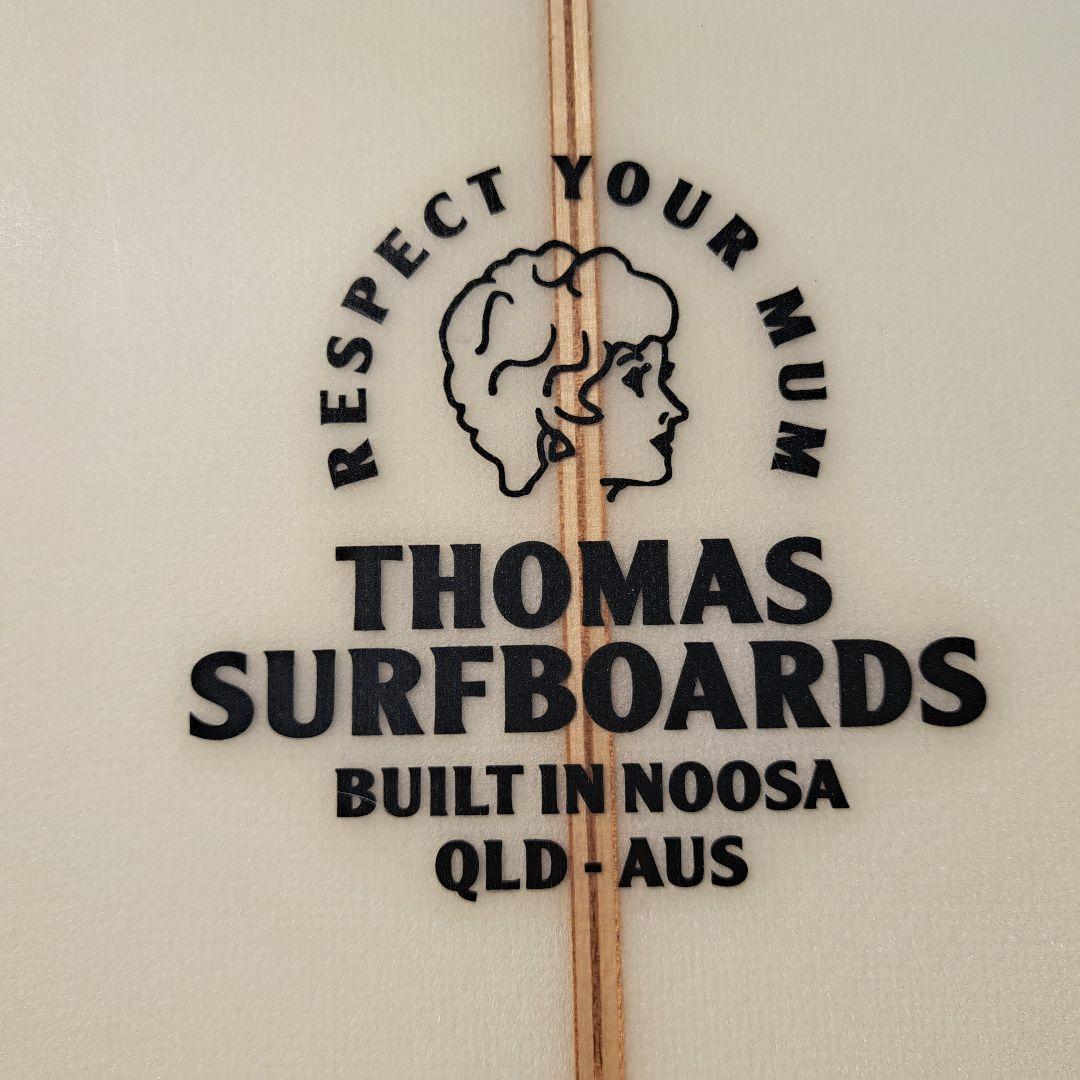 RESPECT YOUR MUM
THOMAS
SURFBOARDS
BUILT IN NOOSA
QLD - AUS